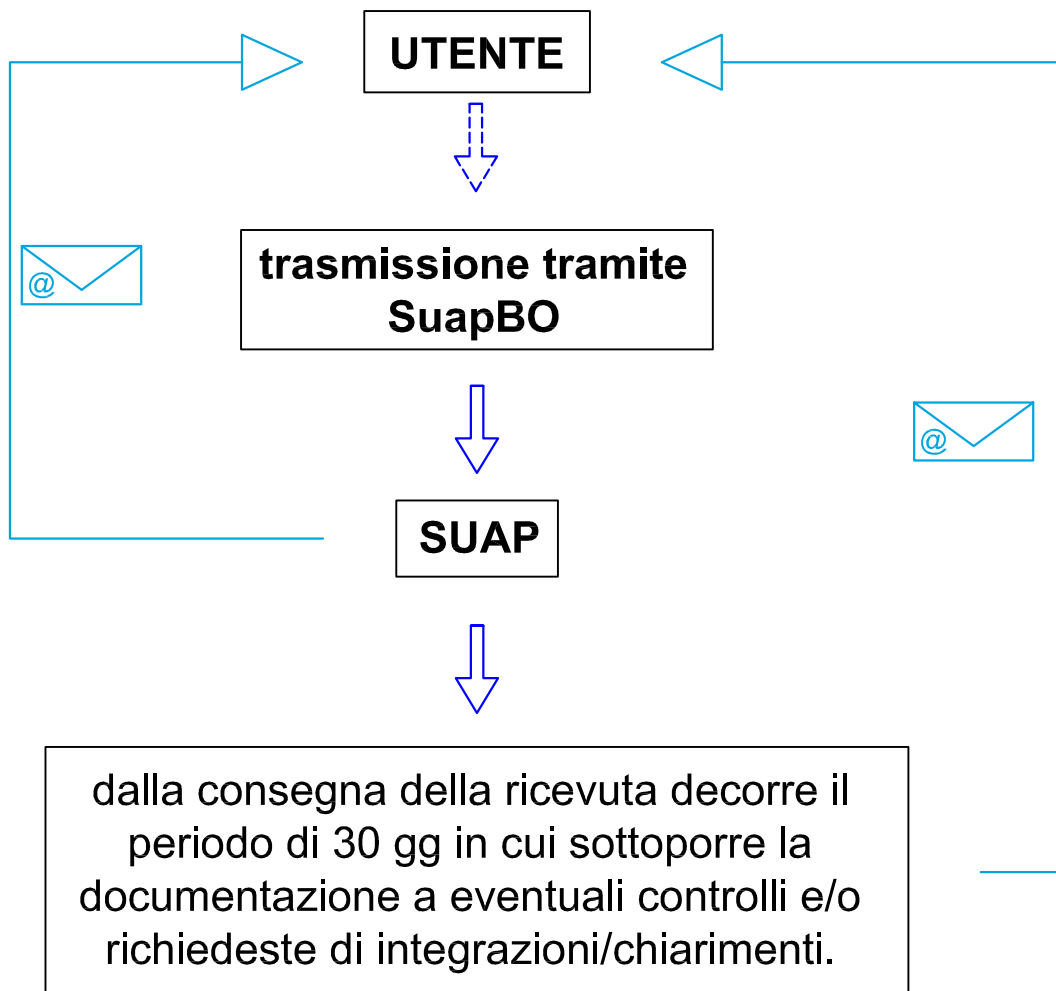 UTENTE
trasmissione tramite
SuapBO
@
@
SUAP
dalla consegna della ricevuta decorre il
periodo di 30 gg in cui sottoporre la
documentazione a eventuali controlli e/o
richiedeste di integrazioni/chiarimenti.